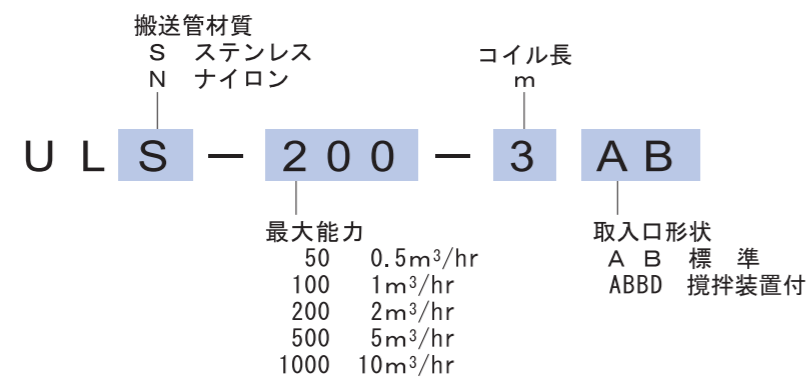 搬送管材質
S ステンレス
N ナイロン
コイル長
m
UL S － 200 － 3 AB
最大能力
50 0.5m³/hr
100 1m³/hr
200 2m³/hr
500 5m³/hr
1000 10m³/hr
取入口形状
A B 標 準
ABBD 撹拌装置付